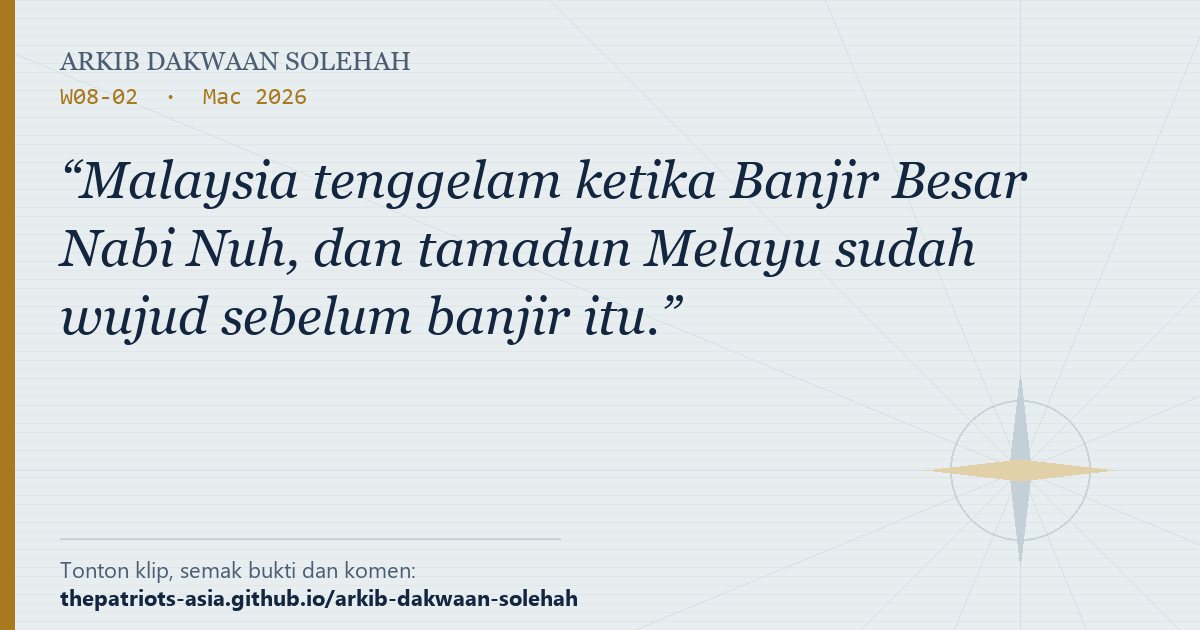 ARKIB DAKWAAN SOLEHAH
W08-02 · Mac 2026
“Malaysia tenggelam ketika Banjir Besar
Nabi Nuh, dan tamadun Melayu sudah
wujud sebelum banjir itu.”
Tonton klip, semak bukti dan komen:
thepatriots-asia.github.io/arkib-dakwaan-solehah